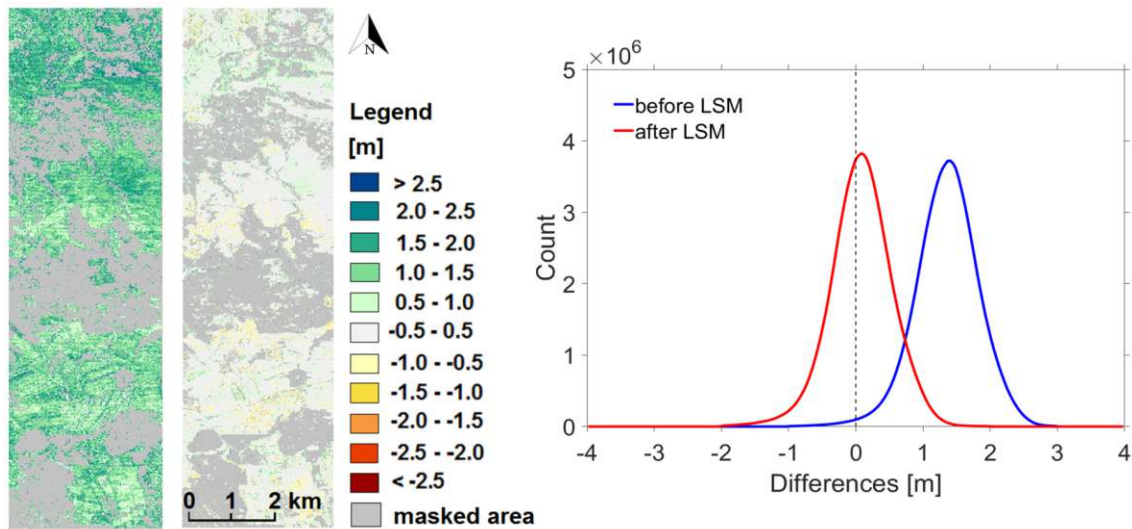 N
Legend
[m]
> 2.5
2.0 - 2.5
1.5 - 2.0
1.0 - 1.5
0.5 - 1.0
-0.5 - 0.5
-1.0 - -0.5
-1.5 - -1.0
-2.0 - -1.5
-2.5 - -2.0
< -2.5
masked area
0 1 2 km
×10⁶
5
4
3
2
1
0
Count
before LSM
after LSM
-4 -3 -2 -1 0 1 2 3 4
Differences [m]